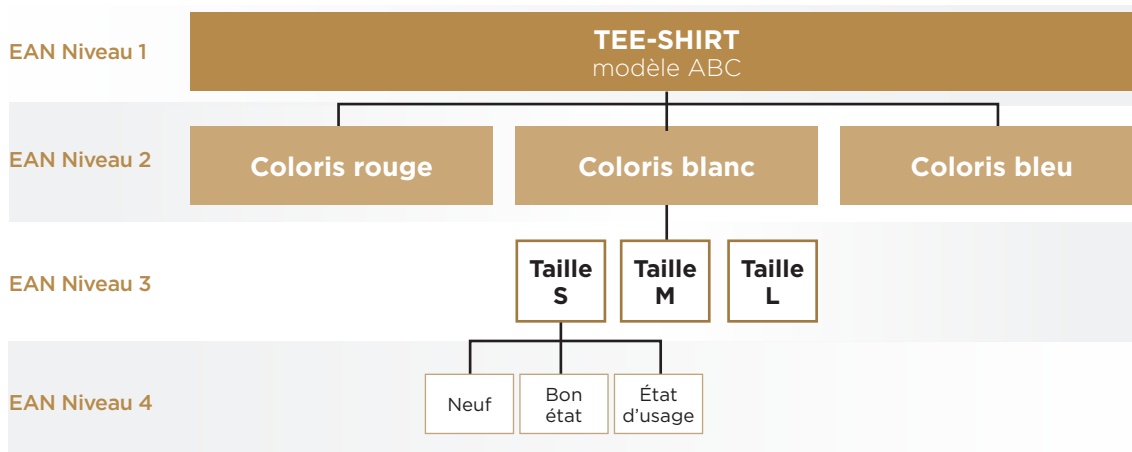 EAN Niveau 1
TEE-SHIRT
modèle ABC
EAN Niveau 2
Coloris rouge
Coloris blanc
Coloris bleu
EAN Niveau 3
Taille
S
Taille
M
Taille
L
EAN Niveau 4
Neuf
Bon
état
État
d’usage